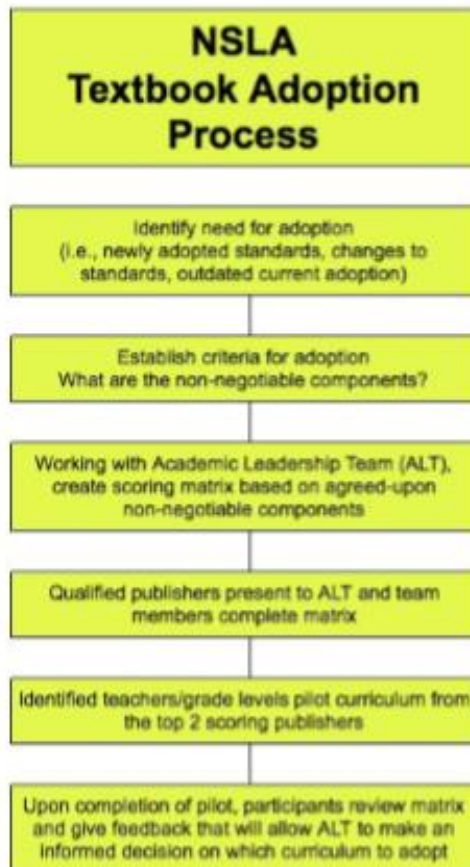 NSLA
Textbook Adoption
Process
Identify need for adoption
(i.e., newly adopted standards, changes to
standards, outdated current adoption)
Establish criteria for adoption
What are the non-negotiable components?
Working with Academic Leadership Team (ALT),
create scoring matrix based on agreed-upon
non-negotiable components
Qualified publishers present to ALT and team
members complete matrix
Identified teachers/grade levels pilot curriculum from
the top 2 scoring publishers
Upon completion of pilot, participants review matrix
and give feedback that will allow ALT to make an
informed decision on which curriculum to adopt